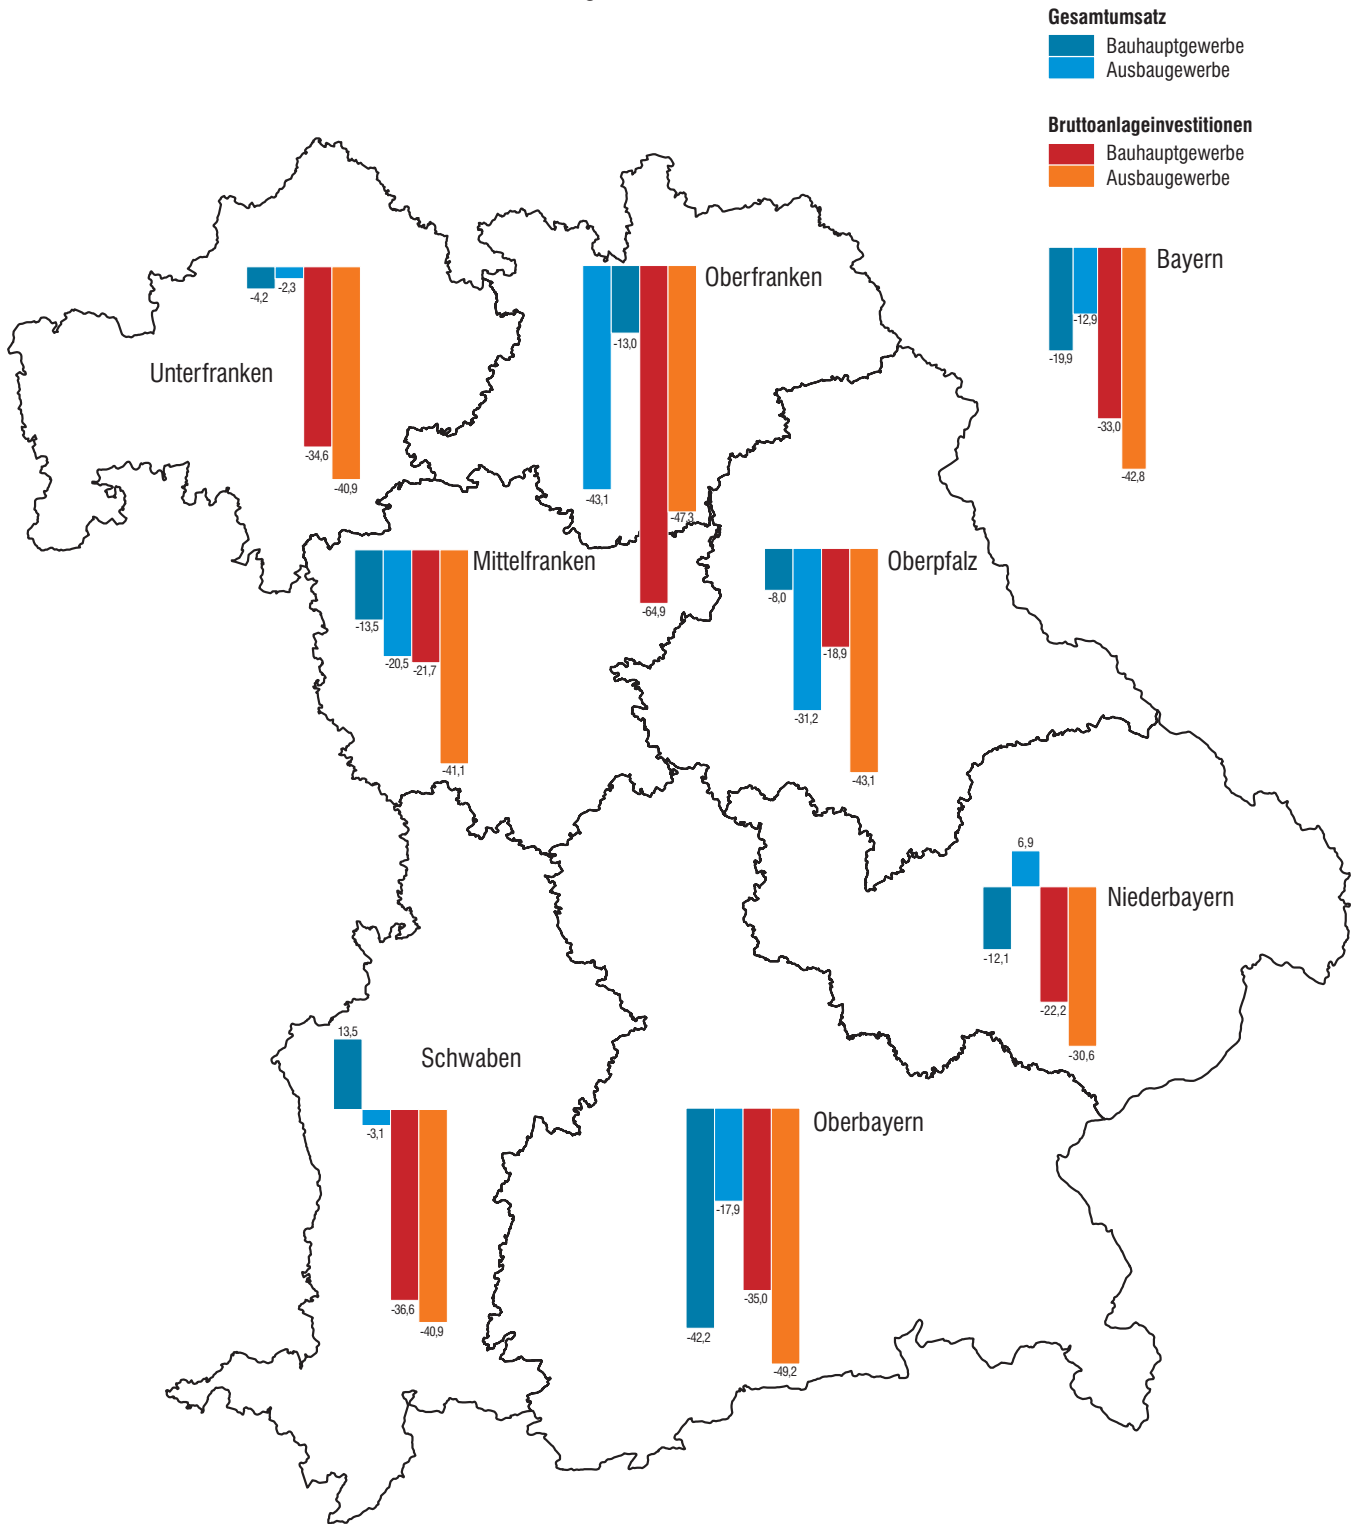 Gesamtumsatz
Bauhauptgewerbe
Ausbaugewerbe
Bruttoanlageinvestitionen
Bauhauptgewerbe
Ausbaugewerbe
Bayern
-19,9
-12,9
-33,0
-42,8
Unterfranken
-4,2
-2,3
-34,6
-40,9
Oberfranken
-43,1
-13,0
-64,9
-47,3
Mittelfranken
-13,5
-20,5
-21,7
-41,1
Oberpfalz
-8,0
-31,2
-18,9
-43,1
Niederbayern
-12,1
6,9
-22,2
-30,6
Schwaben
13,5
-3,1
-36,6
-40,9
Oberbayern
-42,2
-17,9
-35,0
-49,2